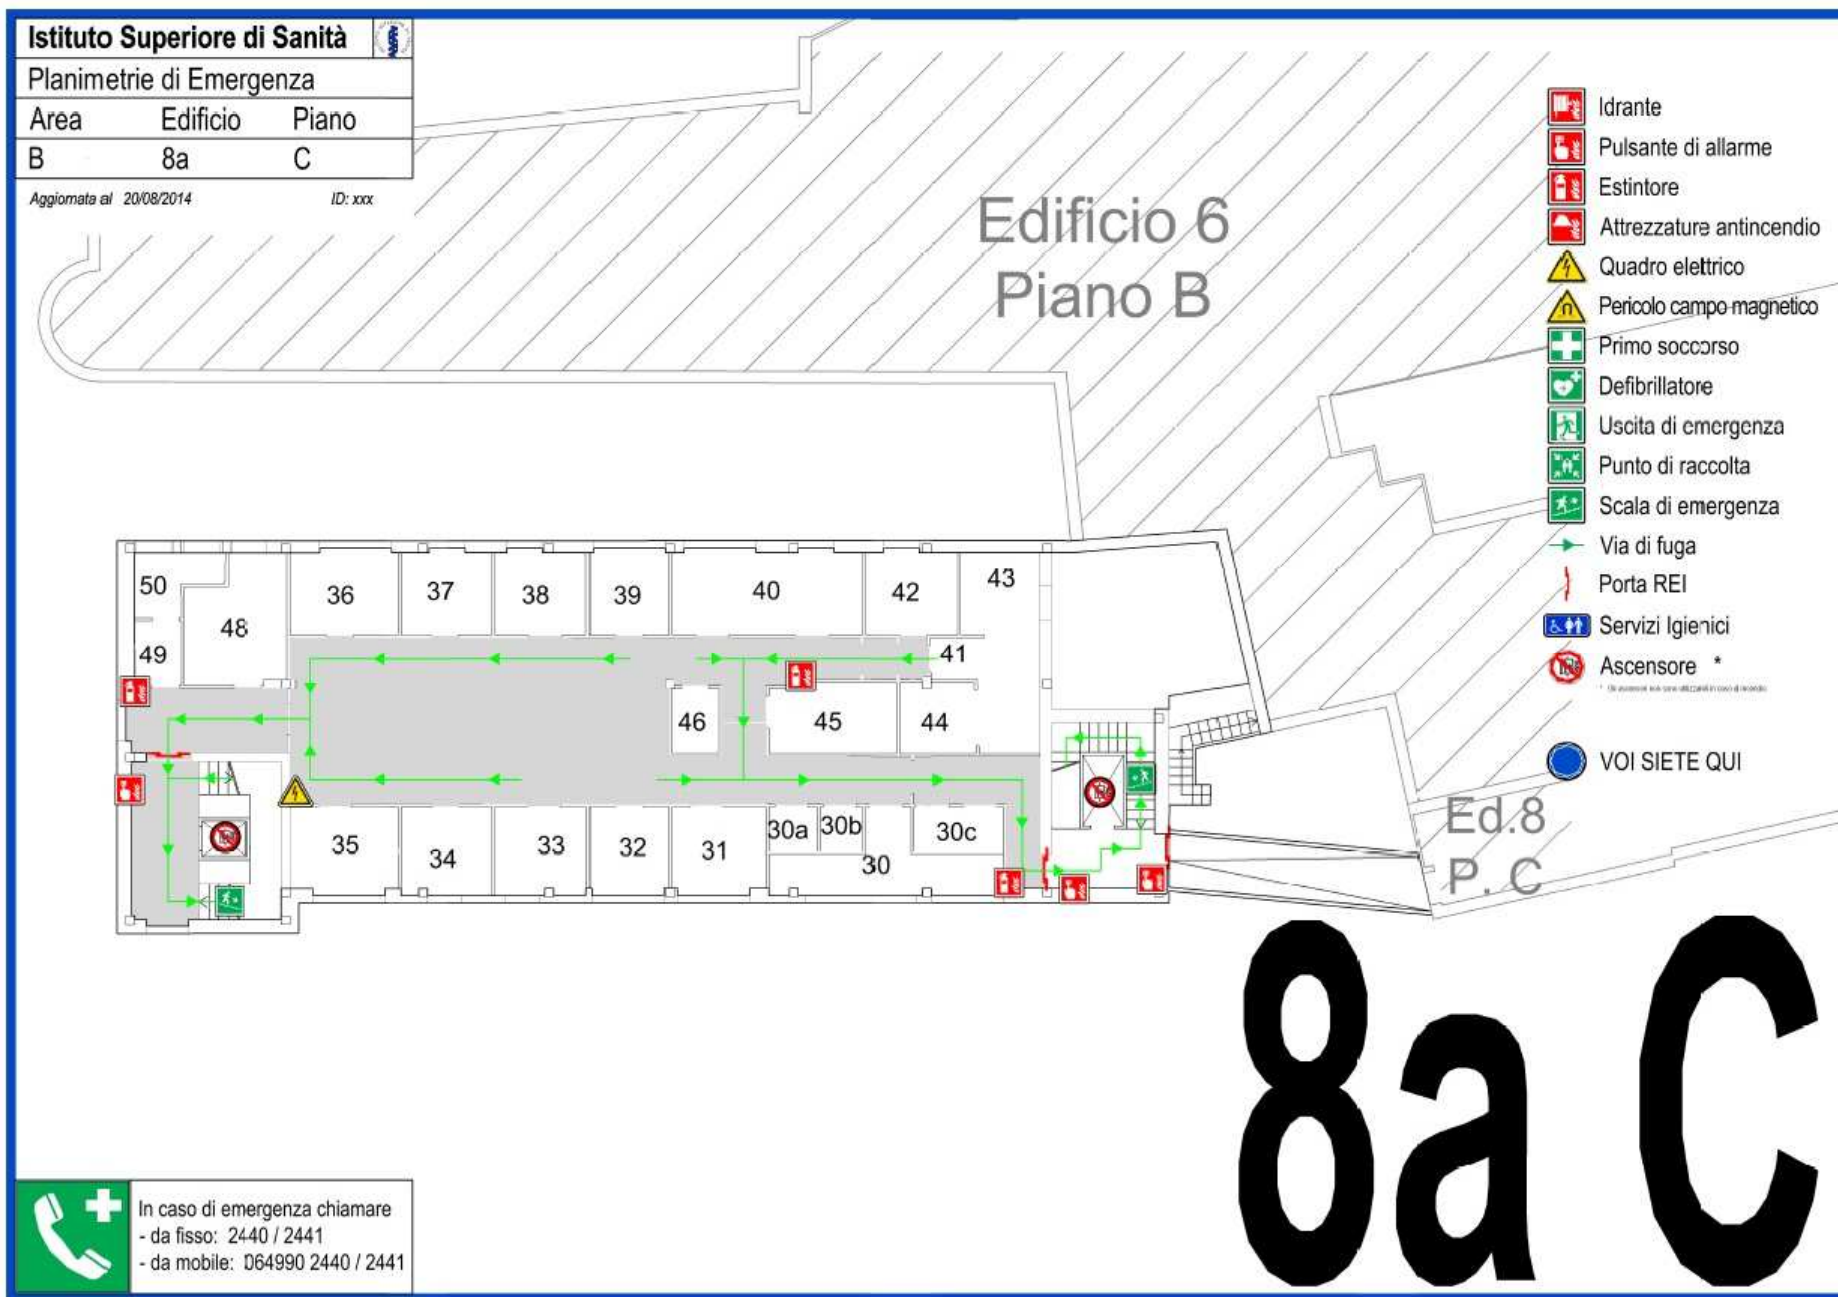 Istituto Superiore di Sanità
Planimetrie di Emergenza
Area Edificio Piano
B 8a C
Aggiornata al 20/08/2014 ID: xxx
Edificio 6
Piano B
Idrante
Pulsante di allarme
Estintore
Attrezzature antincendio
Quadro elettrico
Pericolo campo magnetico
Primo soccorso
Defibrillatore
Uscita di emergenza
Punto di raccolta
Scala di emergenza
Via di fuga
Porta REI
Servizi Igienici
Ascensore *
VOI SIETE QUI
50
36
37
38
39
40
42
43
48
49
41
46
45
44
35
34
33
32
31
30a
30b
30c
30
Ed.8
P. C
8a C
In caso di emergenza chiamare
- da fisso: 2440 / 2441
- da mobile: 064990 2440 / 2441